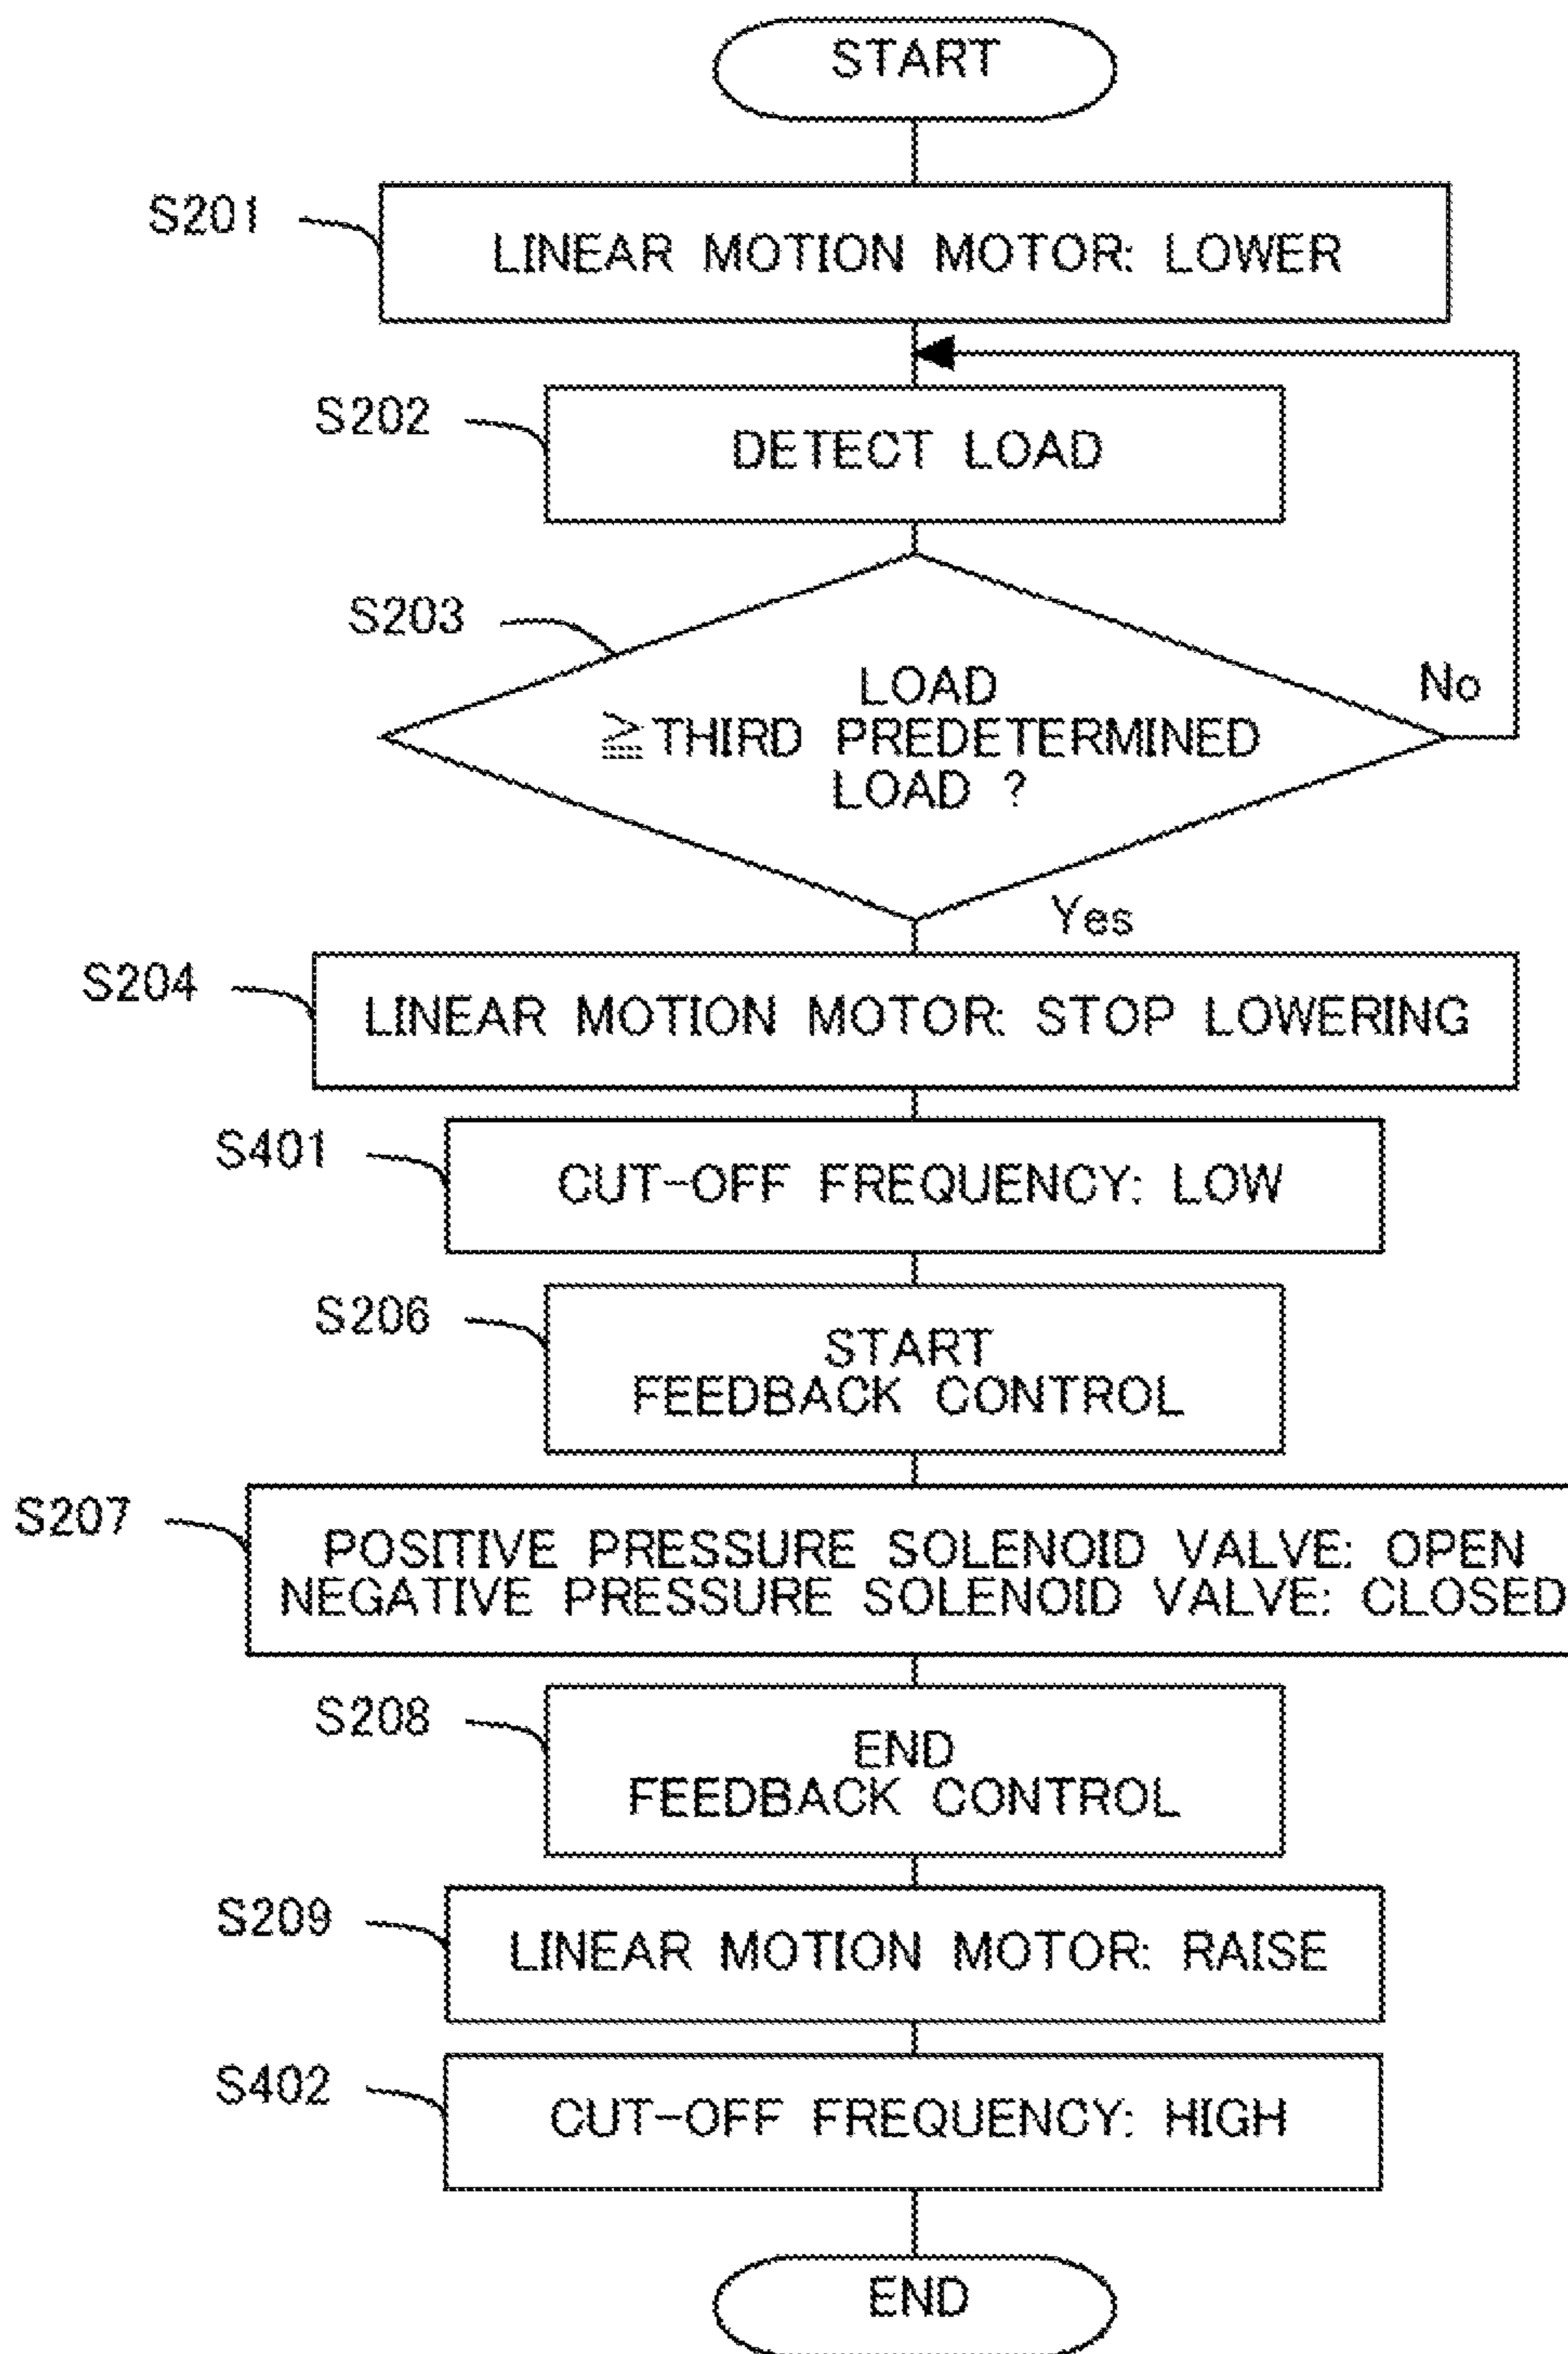 START
S201
LINEAR MOTION MOTOR: LOWER
S202
DETECT LOAD
S203
LOAD
≧THIRD PREDETERMINED
LOAD ?
No
Yes
S204
LINEAR MOTION MOTOR: STOP LOWERING
S401
CUT-OFF FREQUENCY: LOW
S206
START
FEEDBACK CONTROL
S207
POSITIVE PRESSURE SOLENOID VALVE: OPEN
NEGATIVE PRESSURE SOLENOID VALVE: CLOSED
S208
END
FEEDBACK CONTROL
S209
LINEAR MOTION MOTOR: RAISE
S402
CUT-OFF FREQUENCY: HIGH
END